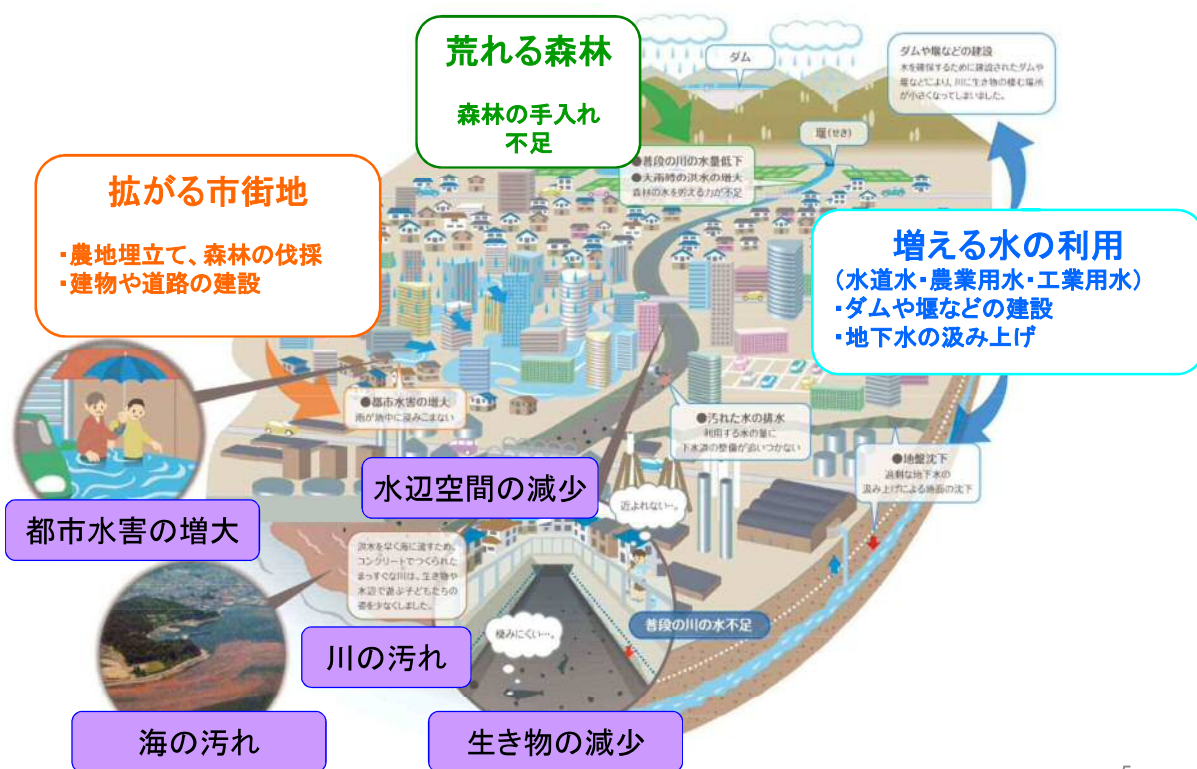 荒れる森林
森林の手入れ
不足
ダム
ダムや堰などの建設
水を確保するために建設されたダムや
堰などにより、川に生き物の棲む場所
が小さくなってしまいました。
堰(せき)
●普段の川の水量低下
●大雨時の洪水の増大
森林の水を貯える力が不足
拡がる市街地
・農地埋立て、森林の伐採
・建物や道路の建設
増える水の利用
(水道水・農業用水・工業用水)
・ダムや堰などの建設
・地下水の汲み上げ
●都市水害の増大
雨が地中に浸みこまない
●汚れた水の排水
利用する水の量に
下水道の整備が追いつかない
●地盤沈下
過剰な地下水の
汲み上げによる地面の沈下
水辺空間の減少
近よれない…。
都市水害の増大
洪水を早く海に流すため、
コンクリートでつくられた
まっすぐな川は、生き物や
水辺で遊ぶ子どもたちの
姿を少なくしました。
普段の川の水不足
棲みにくい…。
川の汚れ
海の汚れ
生き物の減少